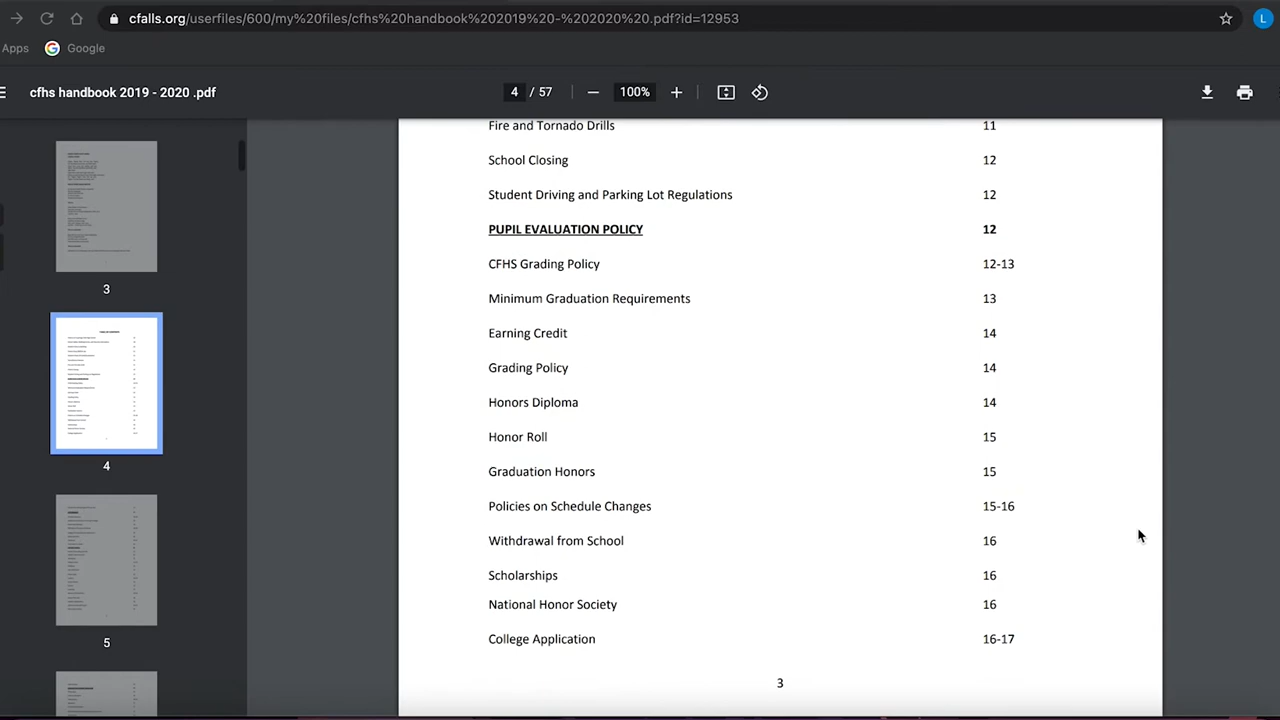 cfalls.org/userfiles/600/my%20files/cfhs%20handbook%202019%20-%202020%20.pdf?id=12953
L
Apps Google
cfhs handbook 2019 - 2020 .pdf 4 / 57 100%
Fire and Tornado Drills 11
School Closing 12
Student Driving and Parking Lot Regulations 12
PUPIL EVALUATION POLICY 12
CFHS Grading Policy 12-13
Minimum Graduation Requirements 13
Earning Credit 14
Grading Policy 14
Honors Diploma 14
Honor Roll 15
Graduation Honors 15
Policies on Schedule Changes 15-16
Withdrawal from School 16
Scholarships 16
National Honor Society 16
College Application 16-17
3
3
4
5